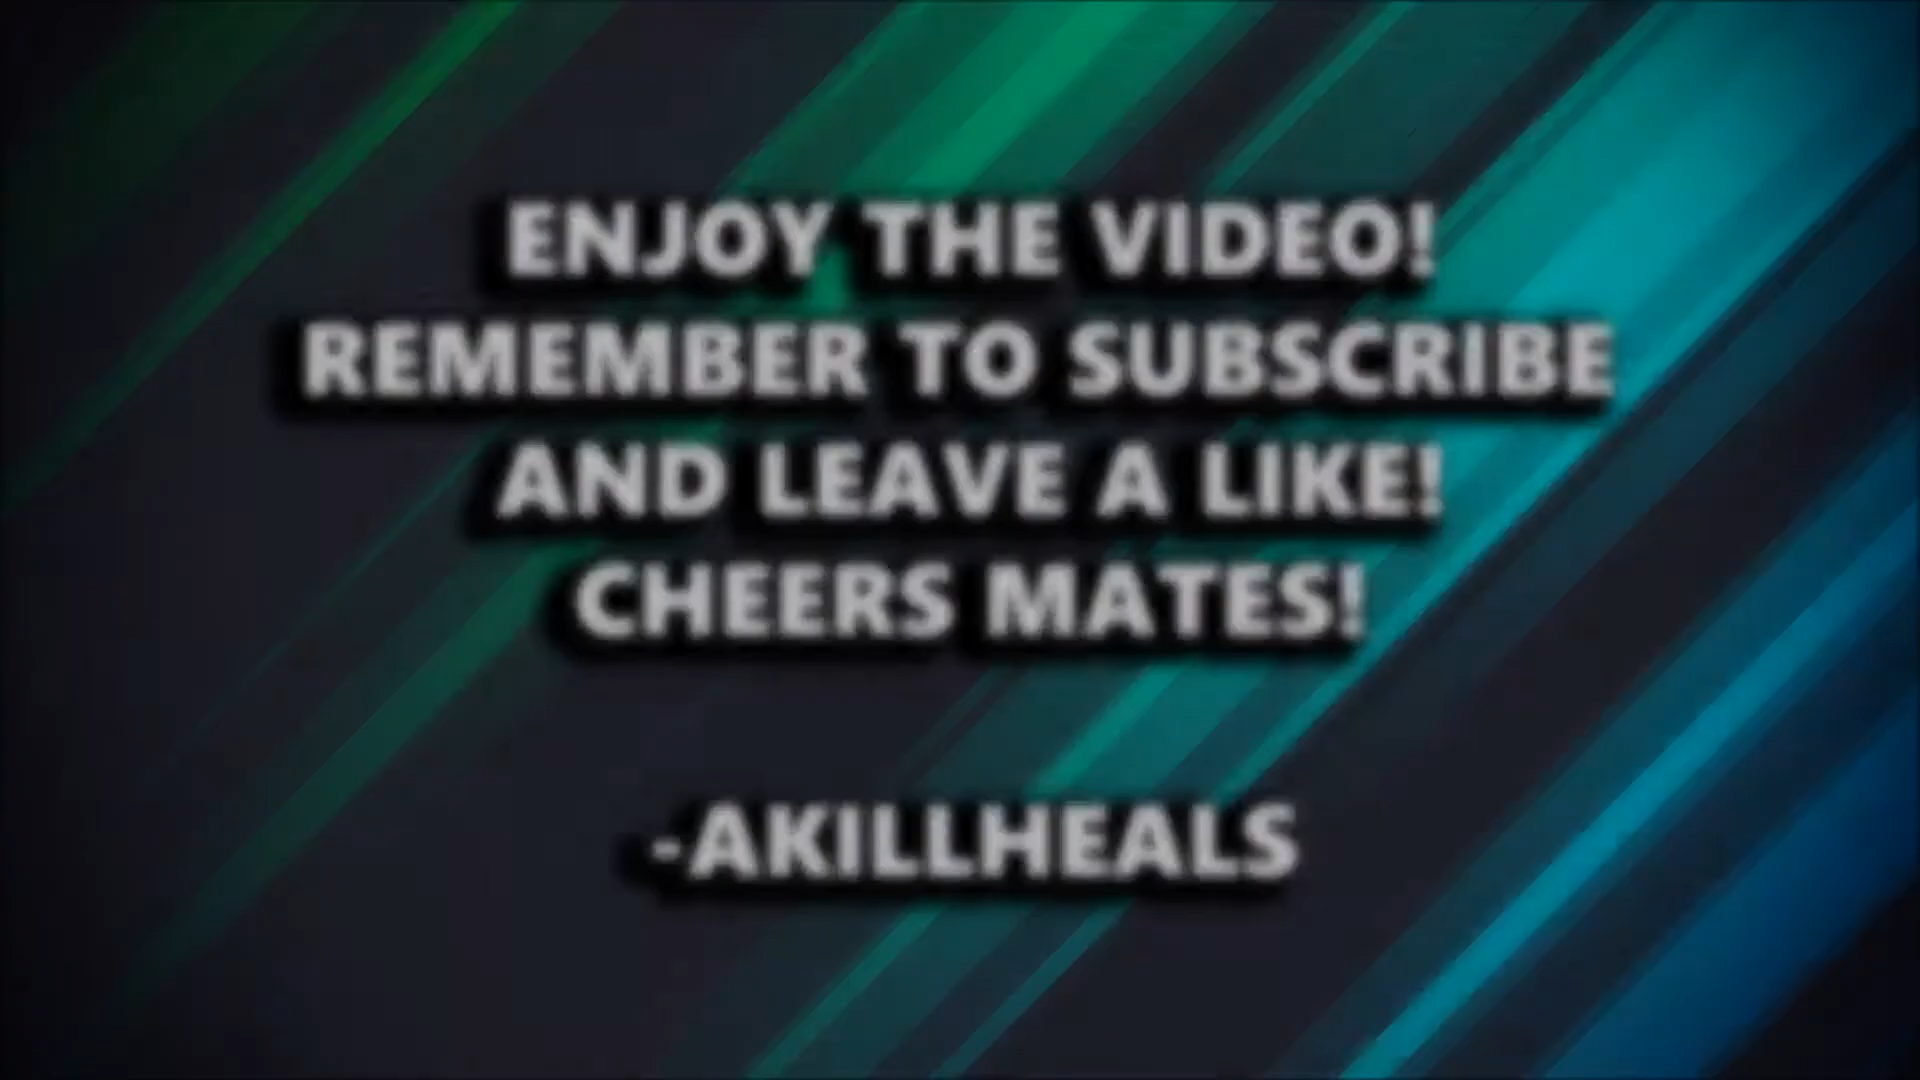 ENJOY THE VIDEO!
REMEMBER TO SUBSCRIBE
AND LEAVE A LIKE!
CHEERS MATES!
-AKILLHEALS